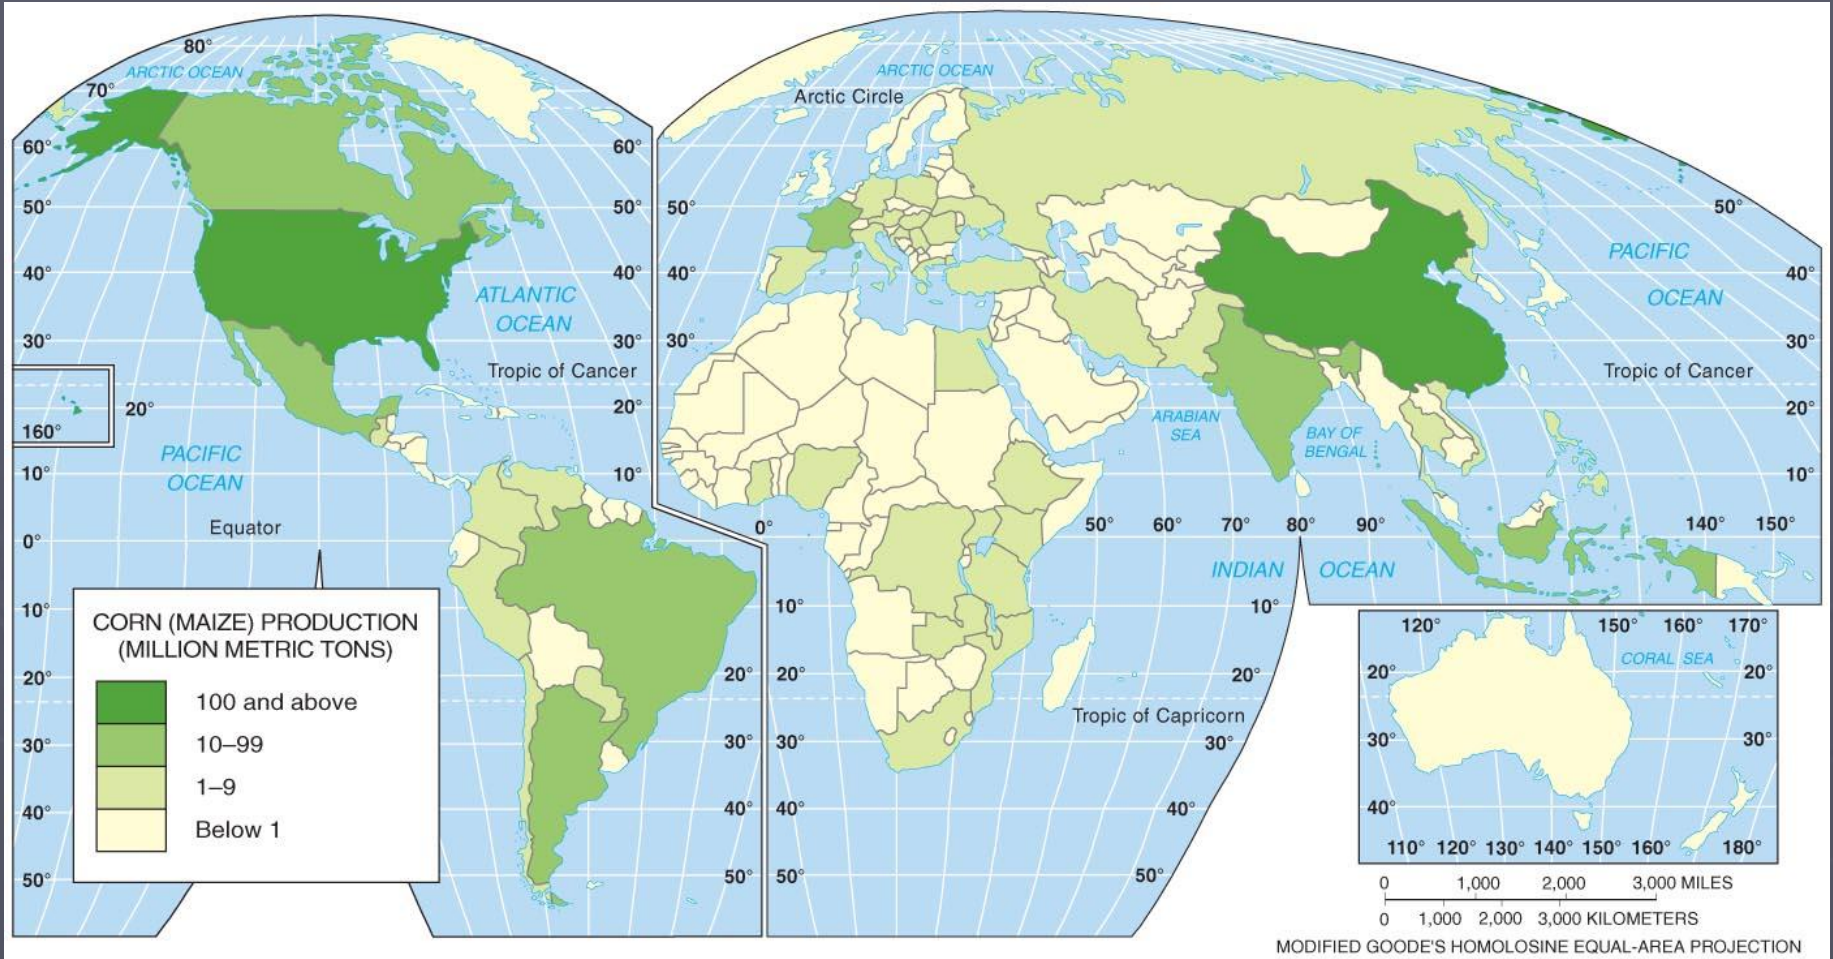 80°
ARCTIC OCEAN
70°
60°
60°
50°
50°
40°
40°
ATLANTIC
OCEAN
30°
30°
Tropic of Cancer
20°
20°
160°
PACIFIC
OCEAN
10°
10°
Equator
0°
10°
20°
20°
30°
30°
40°
40°
50°
50°
CORN (MAIZE) PRODUCTION
(MILLION METRIC TONS)
100 and above
10–99
1–9
Below 1
ARCTIC OCEAN
Arctic Circle
60°
50°
50°
PACIFIC
OCEAN
40°
40°
30°
30°
Tropic of Cancer
ARABIAN
SEA
BAY OF
BENGAL
20°
10°
0°
50°
60°
70°
80°
90°
140°
150°
INDIAN
OCEAN
10°
10°
20°
20°
Tropic of Capricorn
30°
30°
40°
40°
50°
50°
120°
150°
160°
170°
CORAL SEA
20°
20°
30°
30°
40°
110°
120°
130°
140°
150°
160°
180°
0 1,000 2,000 3,000 MILES
0 1,000 2,000 3,000 KILOMETERS
MODIFIED GOODE'S HOMOLOSINE EQUAL-AREA PROJECTION